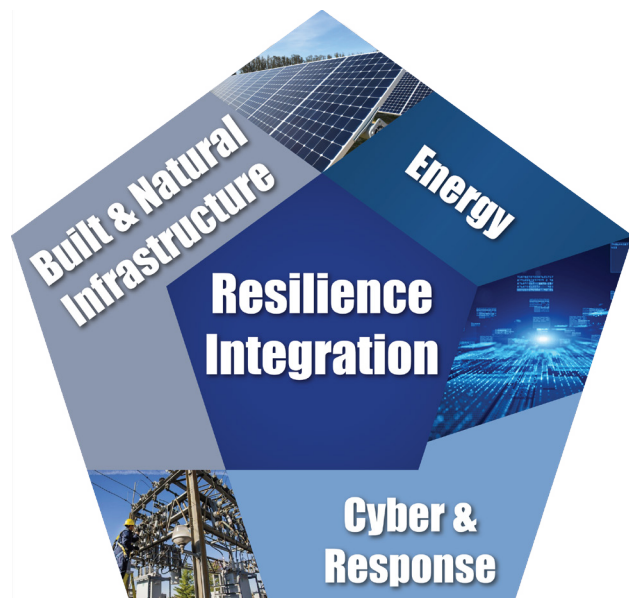 Built & Natural
Infrastructure
Energy
Resilience
Integration
Cyber &
Response